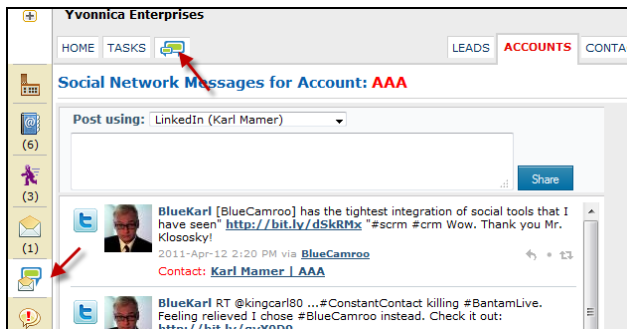 Yvonnica Enterprises
HOME TASKS LEADS ACCOUNTS
Social Network Messages for Account: AAA
Post using: LinkedIn (Karl Mamer)
(6)
Share
(3)
BlueKarl [BlueCamroo] has the tightest integration of social tools that I
have seen" http://bit.ly/dSkRMx "#scrm #crm Wow. Thank you Mr.
Klososky!
(1)
2011-Apr-12 2:20 PM via BlueCamroo
Contact: Karl Mamer | AAA
BlueKarl RT @kingcarl80 ...#ConstantContact killing #BantamLive.
Feeling relieved I chose #BlueCamroo instead. Check it out: